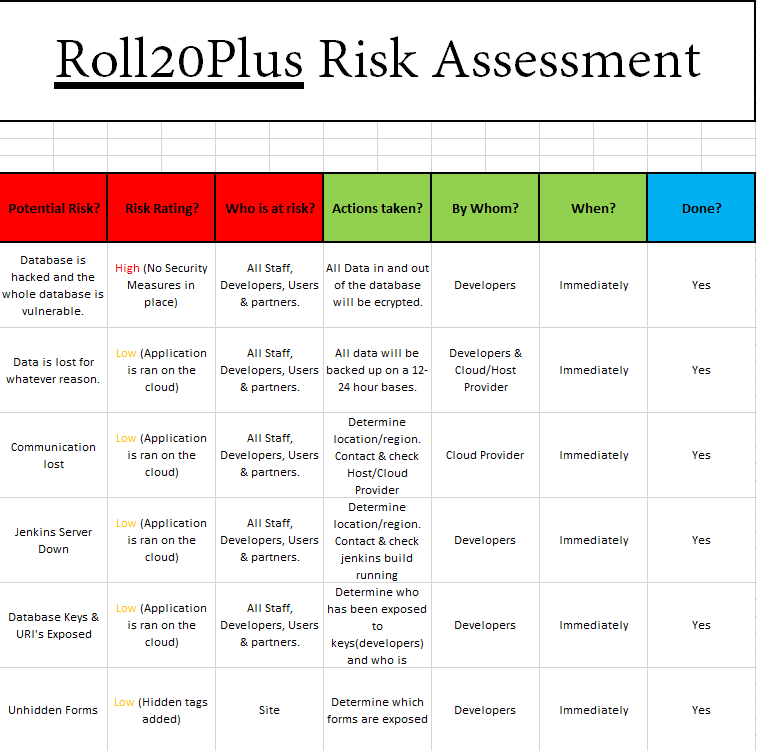 Roll20Plus Risk Assessment
Potential Risk? Risk Rating? Who is at risk? Actions taken? By Whom? When? Done?
Database is
hacked and the
whole database is
vulnerable.
High (No Security
Measures in
place)
All Staff,
Developers, Users
& partners.
All Data in and out
of the database
will be ecrypted.
Developers
Immediately
Yes
Data is lost for
whatever reason.
Low (Application
is ran on the
cloud)
All Staff,
Developers, Users
& partners.
All data will be
backed up on a 12-
24 hour bases.
Developers &
Cloud/Host
Provider
Immediately
Yes
Communication
lost
Low (Application
is ran on the
cloud)
All Staff,
Developers, Users
& partners.
Determine
location/region.
Contact & check
Host/Cloud
Provider
Cloud Provider
Immediately
Yes
Jenkins Server
Down
Low (Application
is ran on the
cloud)
All Staff,
Developers, Users
& partners.
Determine
location/region.
Contact & check
jenkins build
running
Developers
Immediately
Yes
Database Keys &
URI's Exposed
Low (Application
is ran on the
cloud)
All Staff,
Developers, Users
& partners.
Determine who
has been exposed
to
keys(developers)
and who is
Developers
Immediately
Yes
Unhidden Forms
Low (Hidden tags
added)
Site
Determine which
forms are exposed
Developers
Immediately
Yes